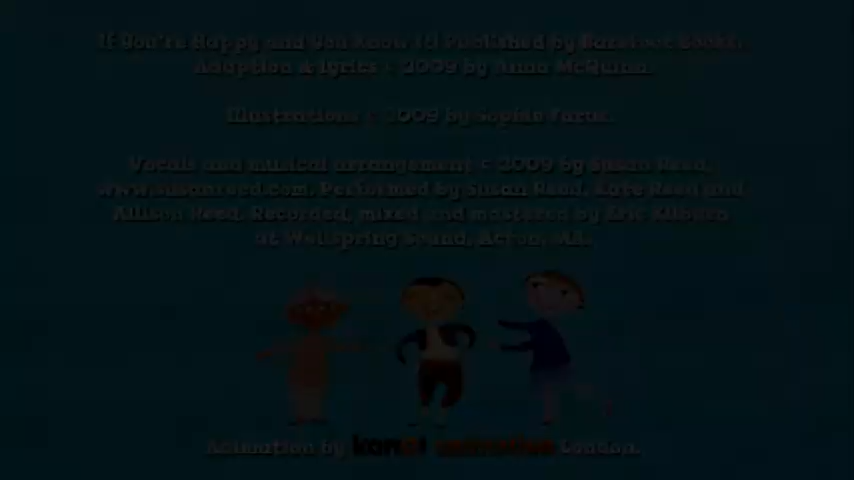 If You're Happy and You Know It! Published by Barefoot Books.
Adaption & lyrics © 2009 by Anna McQuinn.
Illustrations © 2009 by Sophie Fatus.
Vocals and musical arrangement © 2009 by Susan Reed,
www.susanreed.com. Performed by Susan Reed, Kate Reed and
Allison Reed. Recorded, mixed and mastered by Eric Kilburn
at Wellspring Sound, Acton, MA.
Animation by karrot animation London.